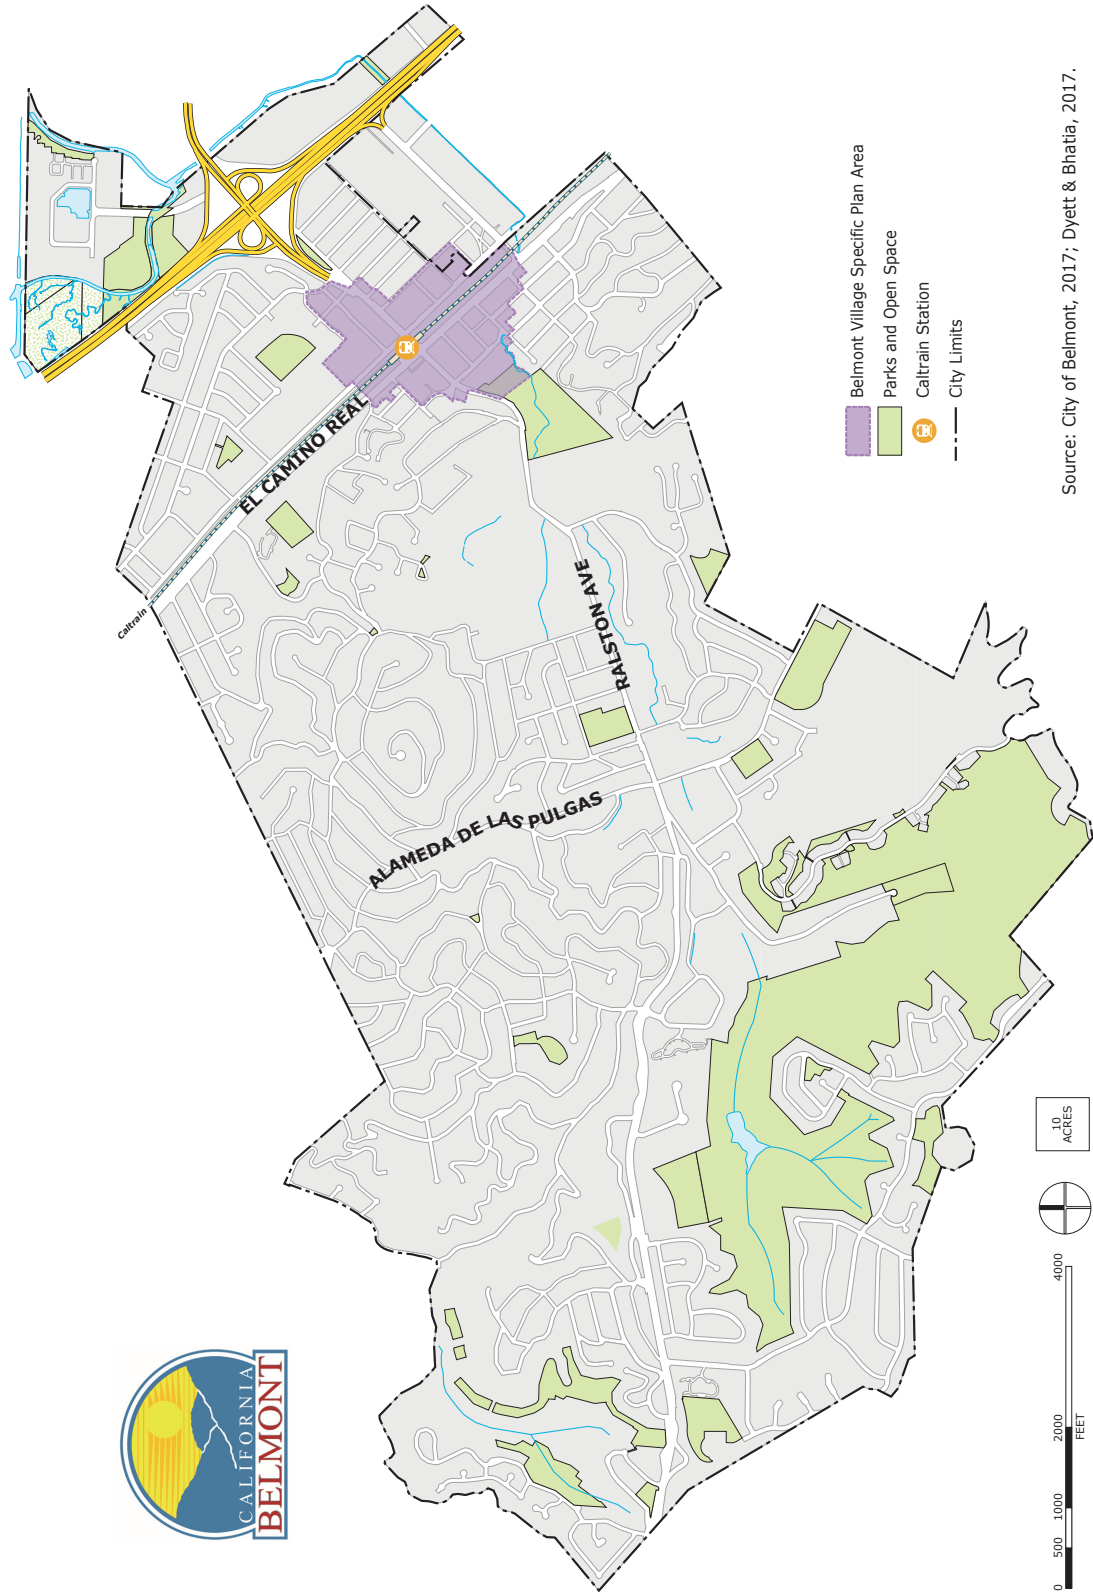 CALIFORNIA
BELMONT
Caltrain
EL CAMINO REAL
ALAMEDA DE LAS PULGAS
RALSTON AVE
Belmont Village Specific Plan Area
Parks and Open Space
Caltrain Station
City Limits
0 500 1000 2000 4000
FEET
10
ACRES
Source: City of Belmont, 2017; Dyett & Bhatia, 2017.